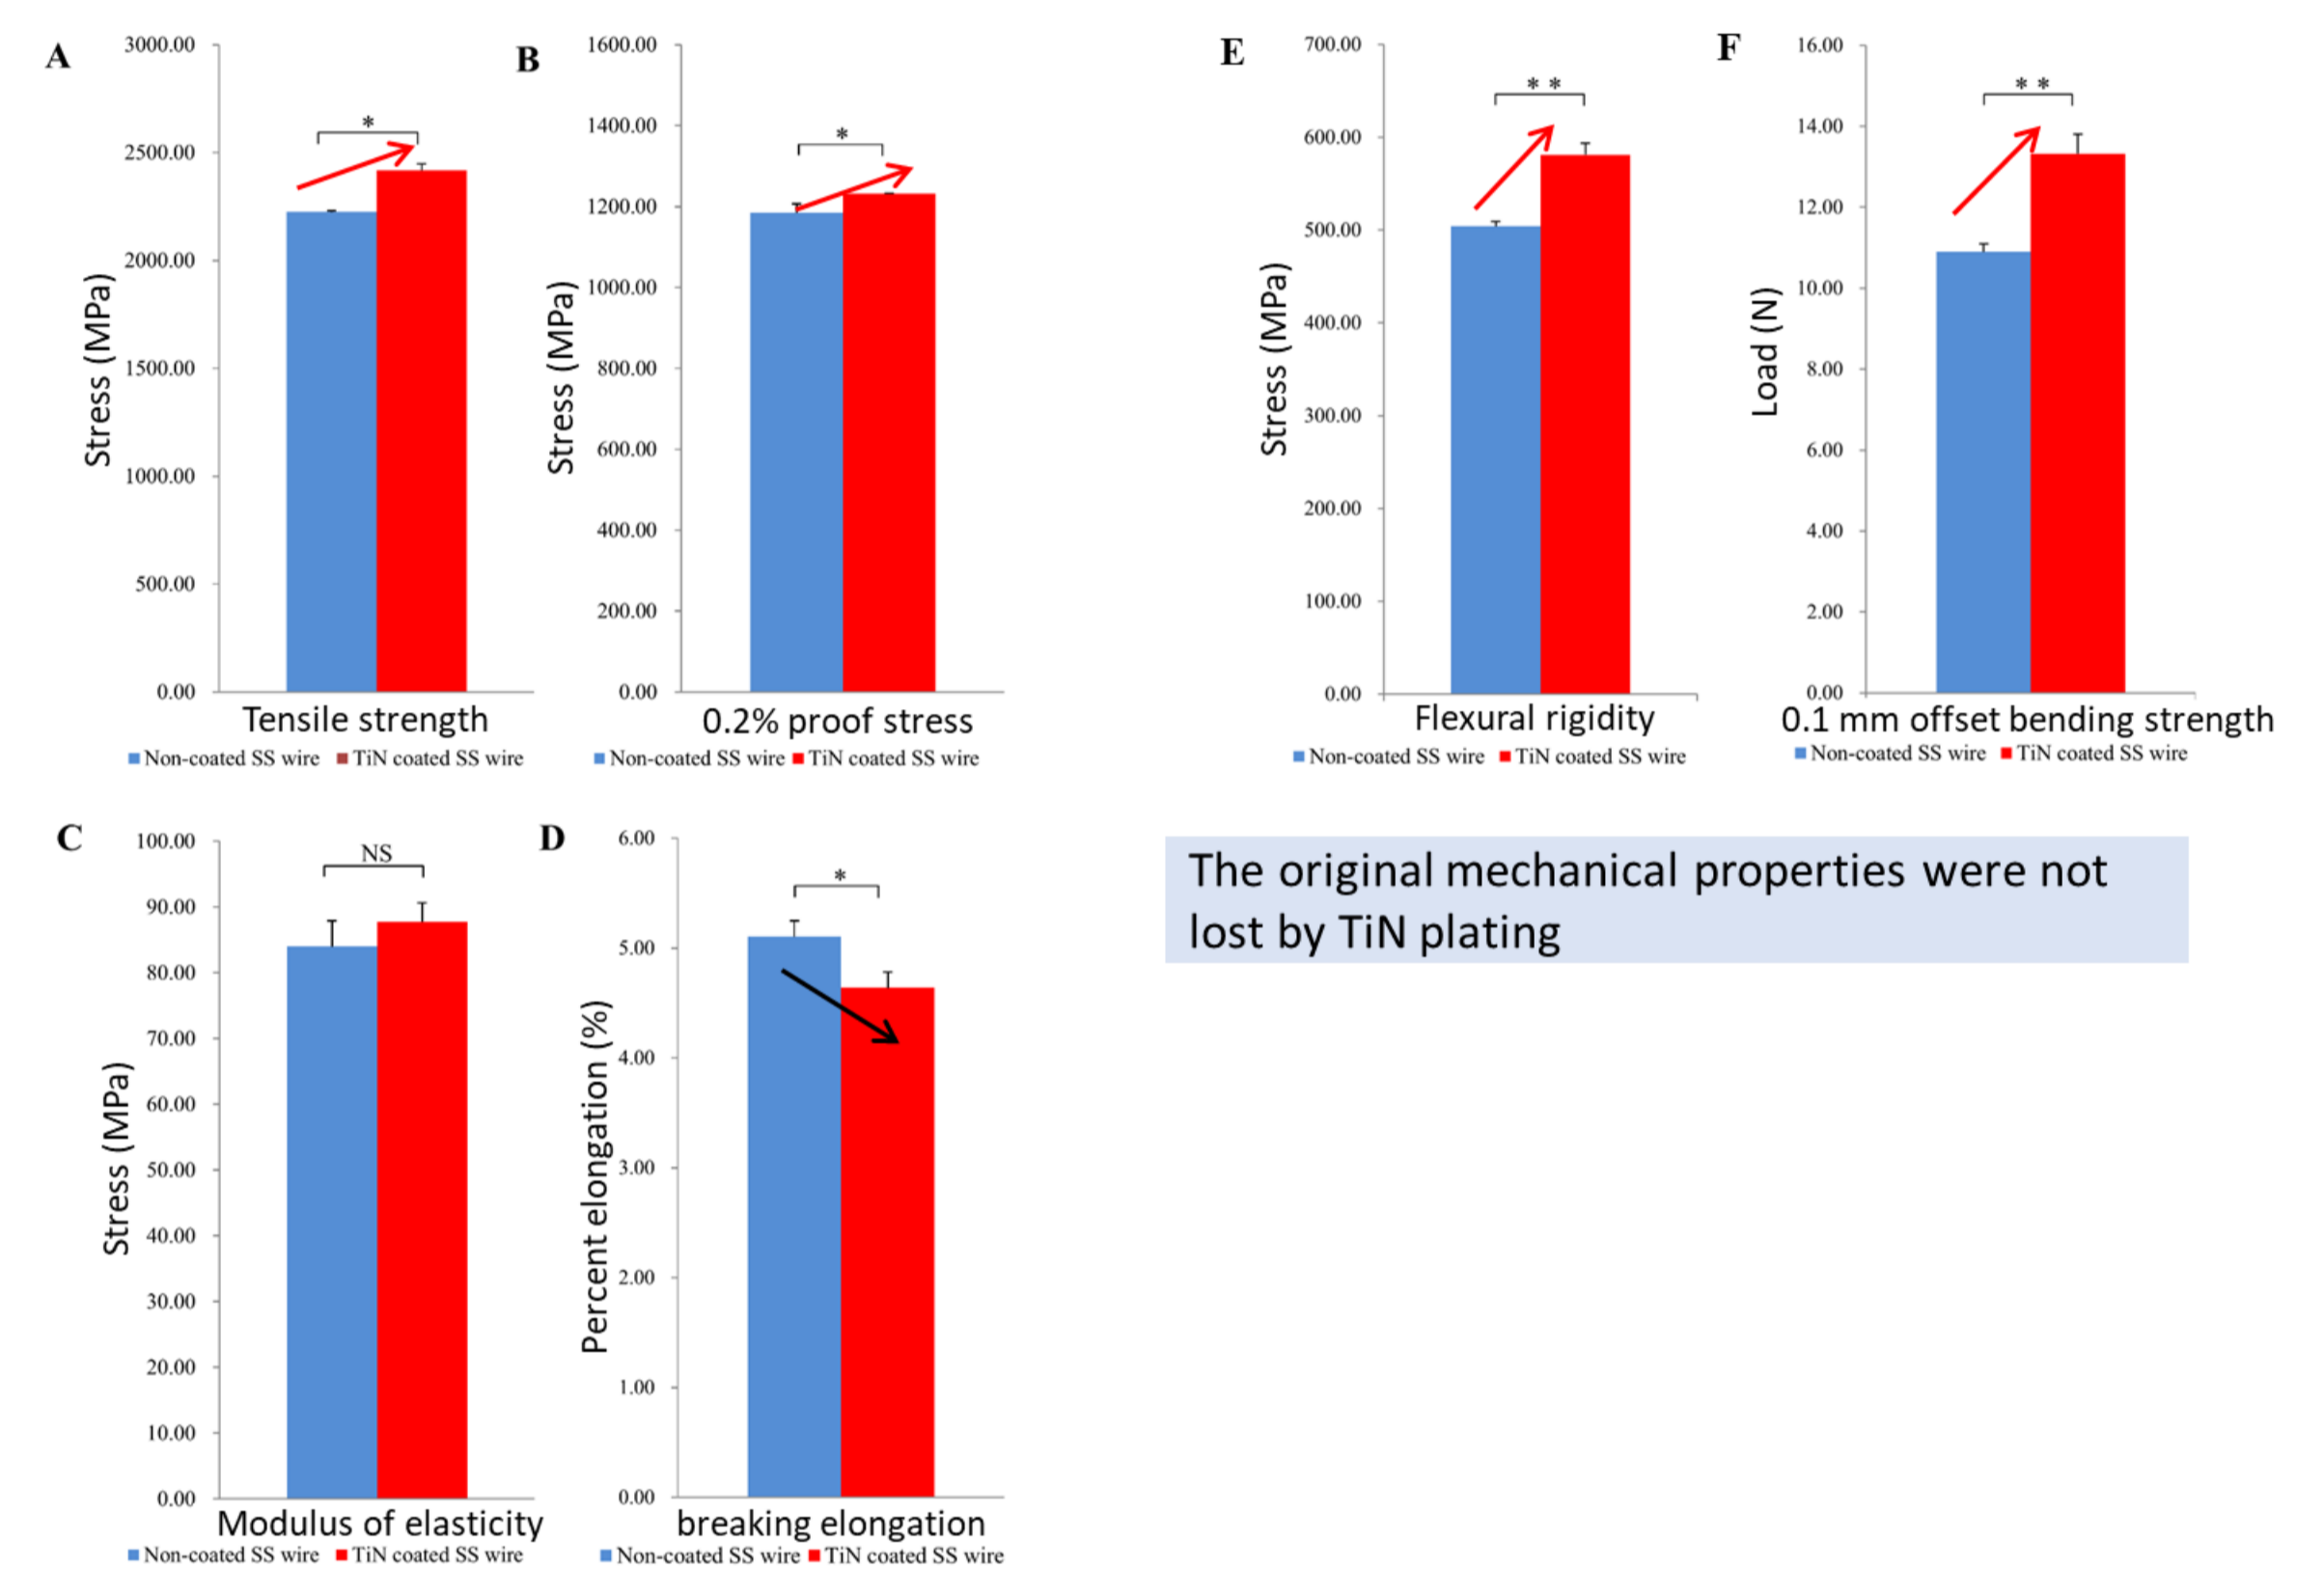 A
3000.00
2500.00
2000.00
1500.00
1000.00
500.00
0.00
Stress (MPa)
*
Tensile strength
Non-coated SS wire TiN coated SS wire
B
1600.00
1400.00
1200.00
1000.00
800.00
600.00
400.00
200.00
0.00
Stress (MPa)
*
0.2% proof stress
Non-coated SS wire TiN coated SS wire
E
700.00
600.00
500.00
400.00
300.00
200.00
100.00
0.00
Stress (MPa)
* *
Flexural rigidity
Non-coated SS wire TiN coated SS wire
F
16.00
14.00
12.00
10.00
8.00
6.00
4.00
2.00
0.00
Load (N)
* *
0.1 mm offset bending strength
Non-coated SS wire TiN coated SS wire
C
100.00
90.00
80.00
70.00
60.00
50.00
40.00
30.00
20.00
10.00
0.00
Stress (MPa)
NS
Modulus of elasticity
Non-coated SS wire TiN coated SS wire
D
6.00
5.00
4.00
3.00
2.00
1.00
0.00
Percent elongation (%)
*
breaking elongation
Non-coated SS wire TiN coated SS wire
The original mechanical properties were not
lost by TiN plating